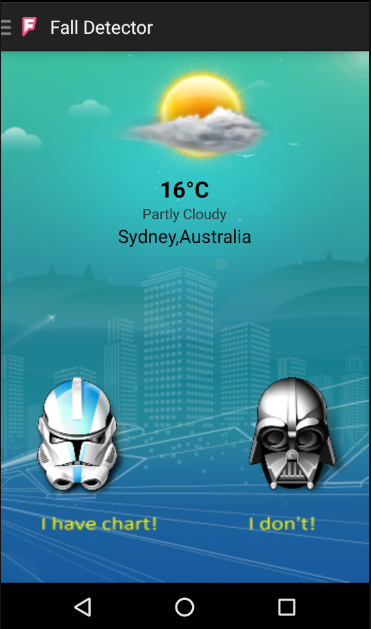 F Fall Detector
16°C
Partly Cloudy
Sydney,Australia
I have chart! I don't!